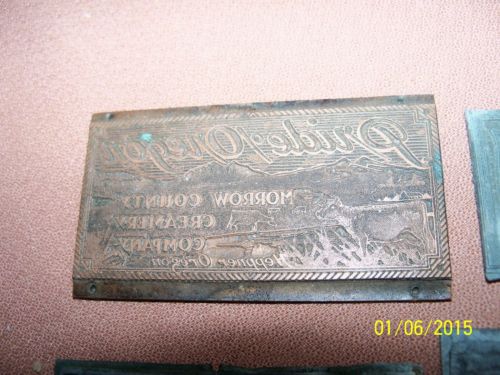 Pride of Oregon
MORROW COUNTY
CREAMERY
COMPANY
Heppner, Oregon
01/06/2015